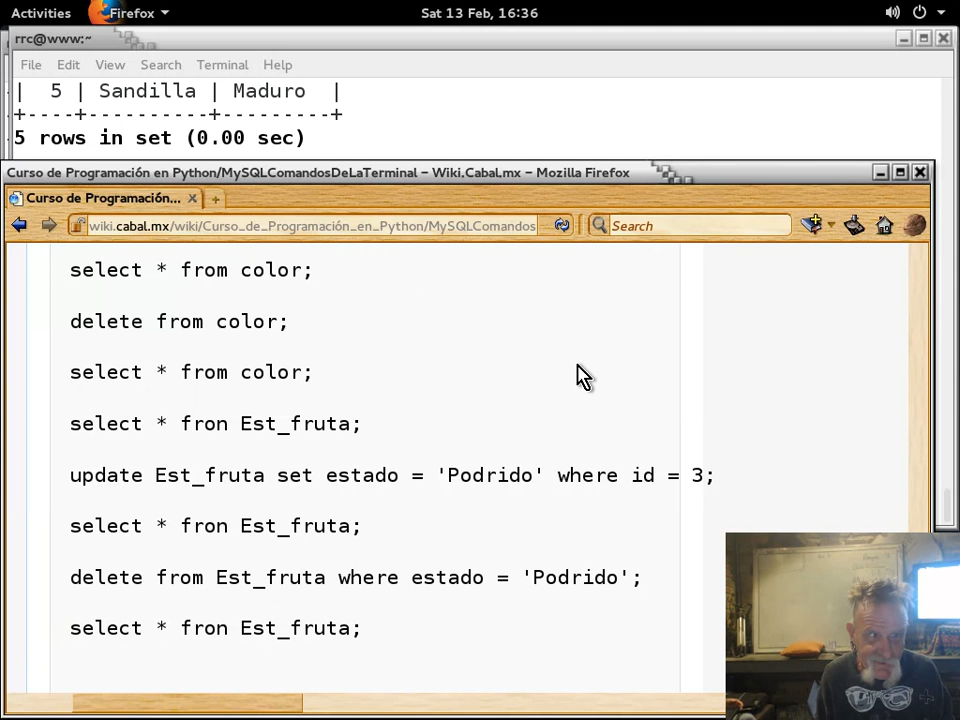 Activities Firefox Sat 13 Feb, 16:36
rrc@www:~
File Edit View Search Terminal Help
| 5 | Sandilla | Maduro |
+----+----------+---------+
5 rows in set (0.00 sec)
Curso de Programación en Python/MySQLComandosDeLaTerminal - Wiki.Cabal.mx - Mozilla Firefox
Curso de Programación...
wiki.cabal.mx/wiki/Curso_de_Programación_en_Python/MySQLComandos Search
select * from color;
delete from color;
select * from color;
select * fron Est_fruta;
update Est_fruta set estado = 'Podrido' where id = 3;
select * fron Est_fruta;
delete from Est_fruta where estado = 'Podrido';
select * fron Est_fruta;